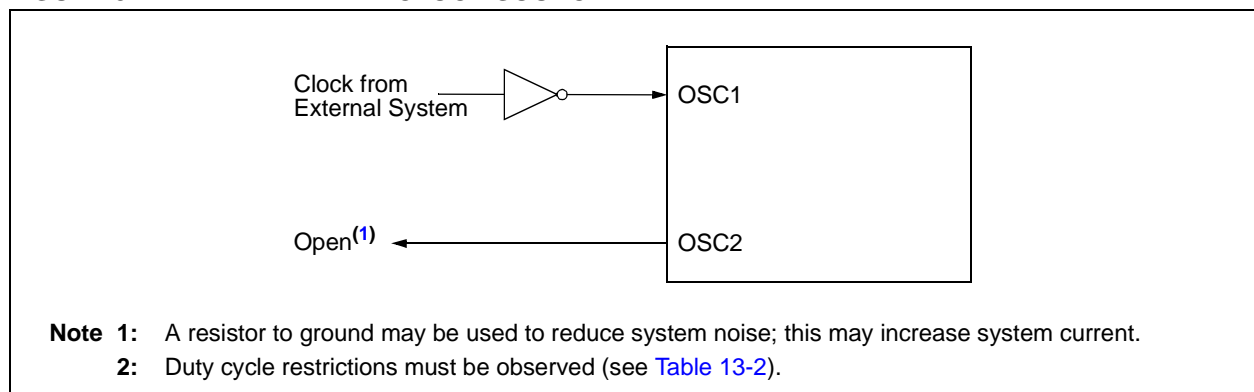 Clock from
External System
OSC1
Open(1)
OSC2
Note 1: A resistor to ground may be used to reduce system noise; this may increase system current.
2: Duty cycle restrictions must be observed (see Table 13-2).